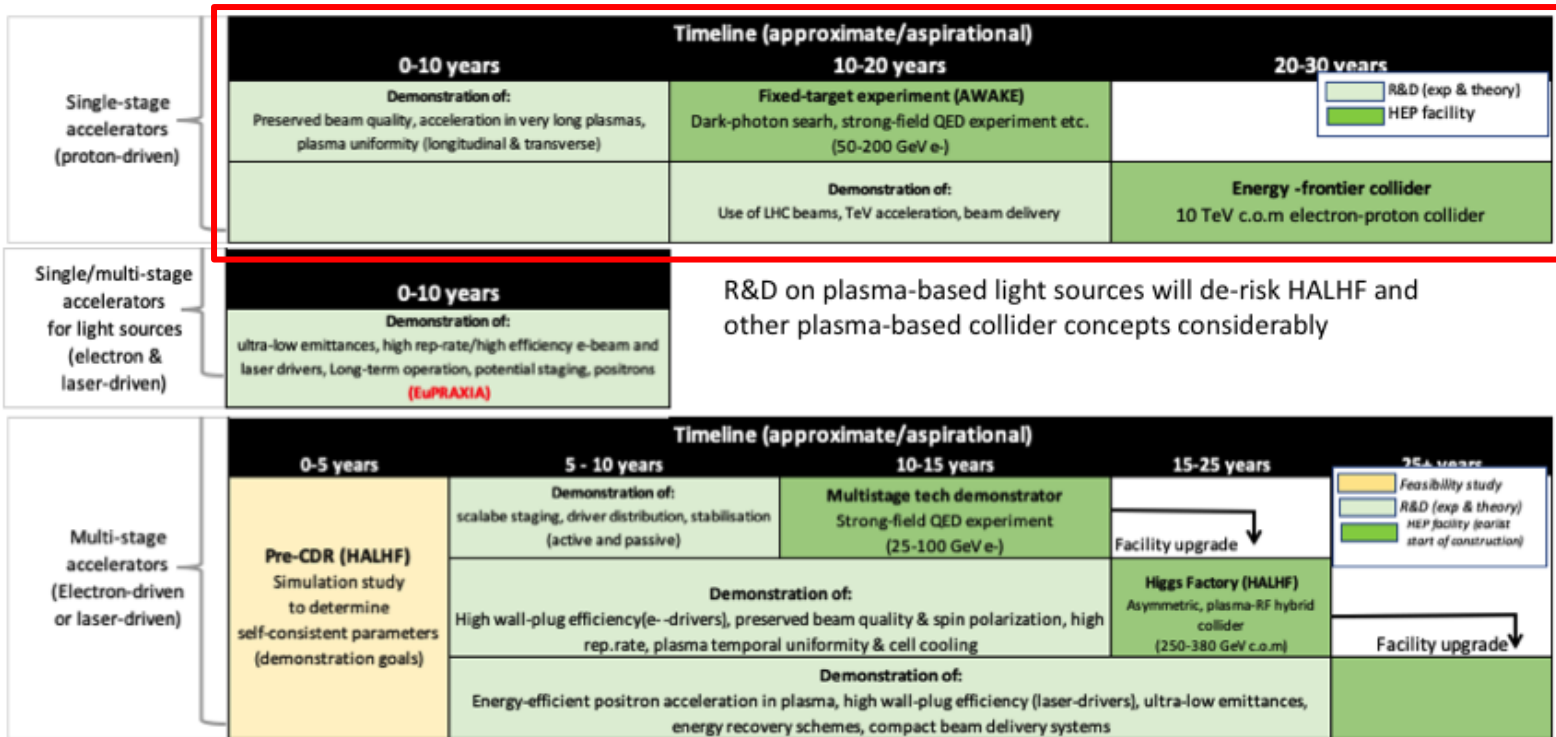 Timeline (approximate/aspirational)
0-10 years
10-20 years
20-30 years
R&D (exp & theory)
HEP facility
Single-stage
accelerators
(proton-driven)
Demonstration of:
Preserved beam quality, acceleration in very long plasmas,
plasma uniformity (longitudinal & transverse)
Fixed-target experiment (AWAKE)
Dark-photon searh, strong-field QED experiment etc.
(50-200 GeV e-)
Demonstration of:
Use of LHC beams, TeV acceleration, beam delivery
Energy -frontier collider
10 TeV c.o.m electron-proton collider
Single/multi-stage
accelerators
for light sources
(electron &
laser-driven)
0-10 years
Demonstration of:
ultra-low emittances, high rep-rate/high efficiency e-beam and
laser drivers, Long-term operation, potential staging, positrons
(EuPRAXIA)
R&D on plasma-based light sources will de-risk HALHF and
other plasma-based collider concepts considerably
Timeline (approximate/aspirational)
0-5 years
5 - 10 years
10-15 years
15-25 years
25+ years
Feasibility study
R&D (exp & theory)
HEP facility (earist
start of construction)
Multi-stage
accelerators
(Electron-driven
or laser-driven)
Pre-CDR (HALHF)
Simulation study
to determine
self-consistent parameters
(demonstration goals)
Demonstration of:
scalabe staging, driver distribution, stabilisation
(active and passive)
Multistage tech demonstrator
Strong-field QED experiment
(25-100 GeV e-)
Facility upgrade
Demonstration of:
High wall-plug efficiency(e- -drivers), preserved beam quality & spin polarization, high
rep.rate, plasma temporal uniformity & cell cooling
Higgs Factory (HALHF)
Asymmetric, plasma-RF hybrid
collider
(250-380 GeV c.o.m)
Facility upgrade
Demonstration of:
Energy-efficient positron acceleration in plasma, high wall-plug efficiency (laser-drivers), ultra-low emittances,
energy recovery schemes, compact beam delivery systems